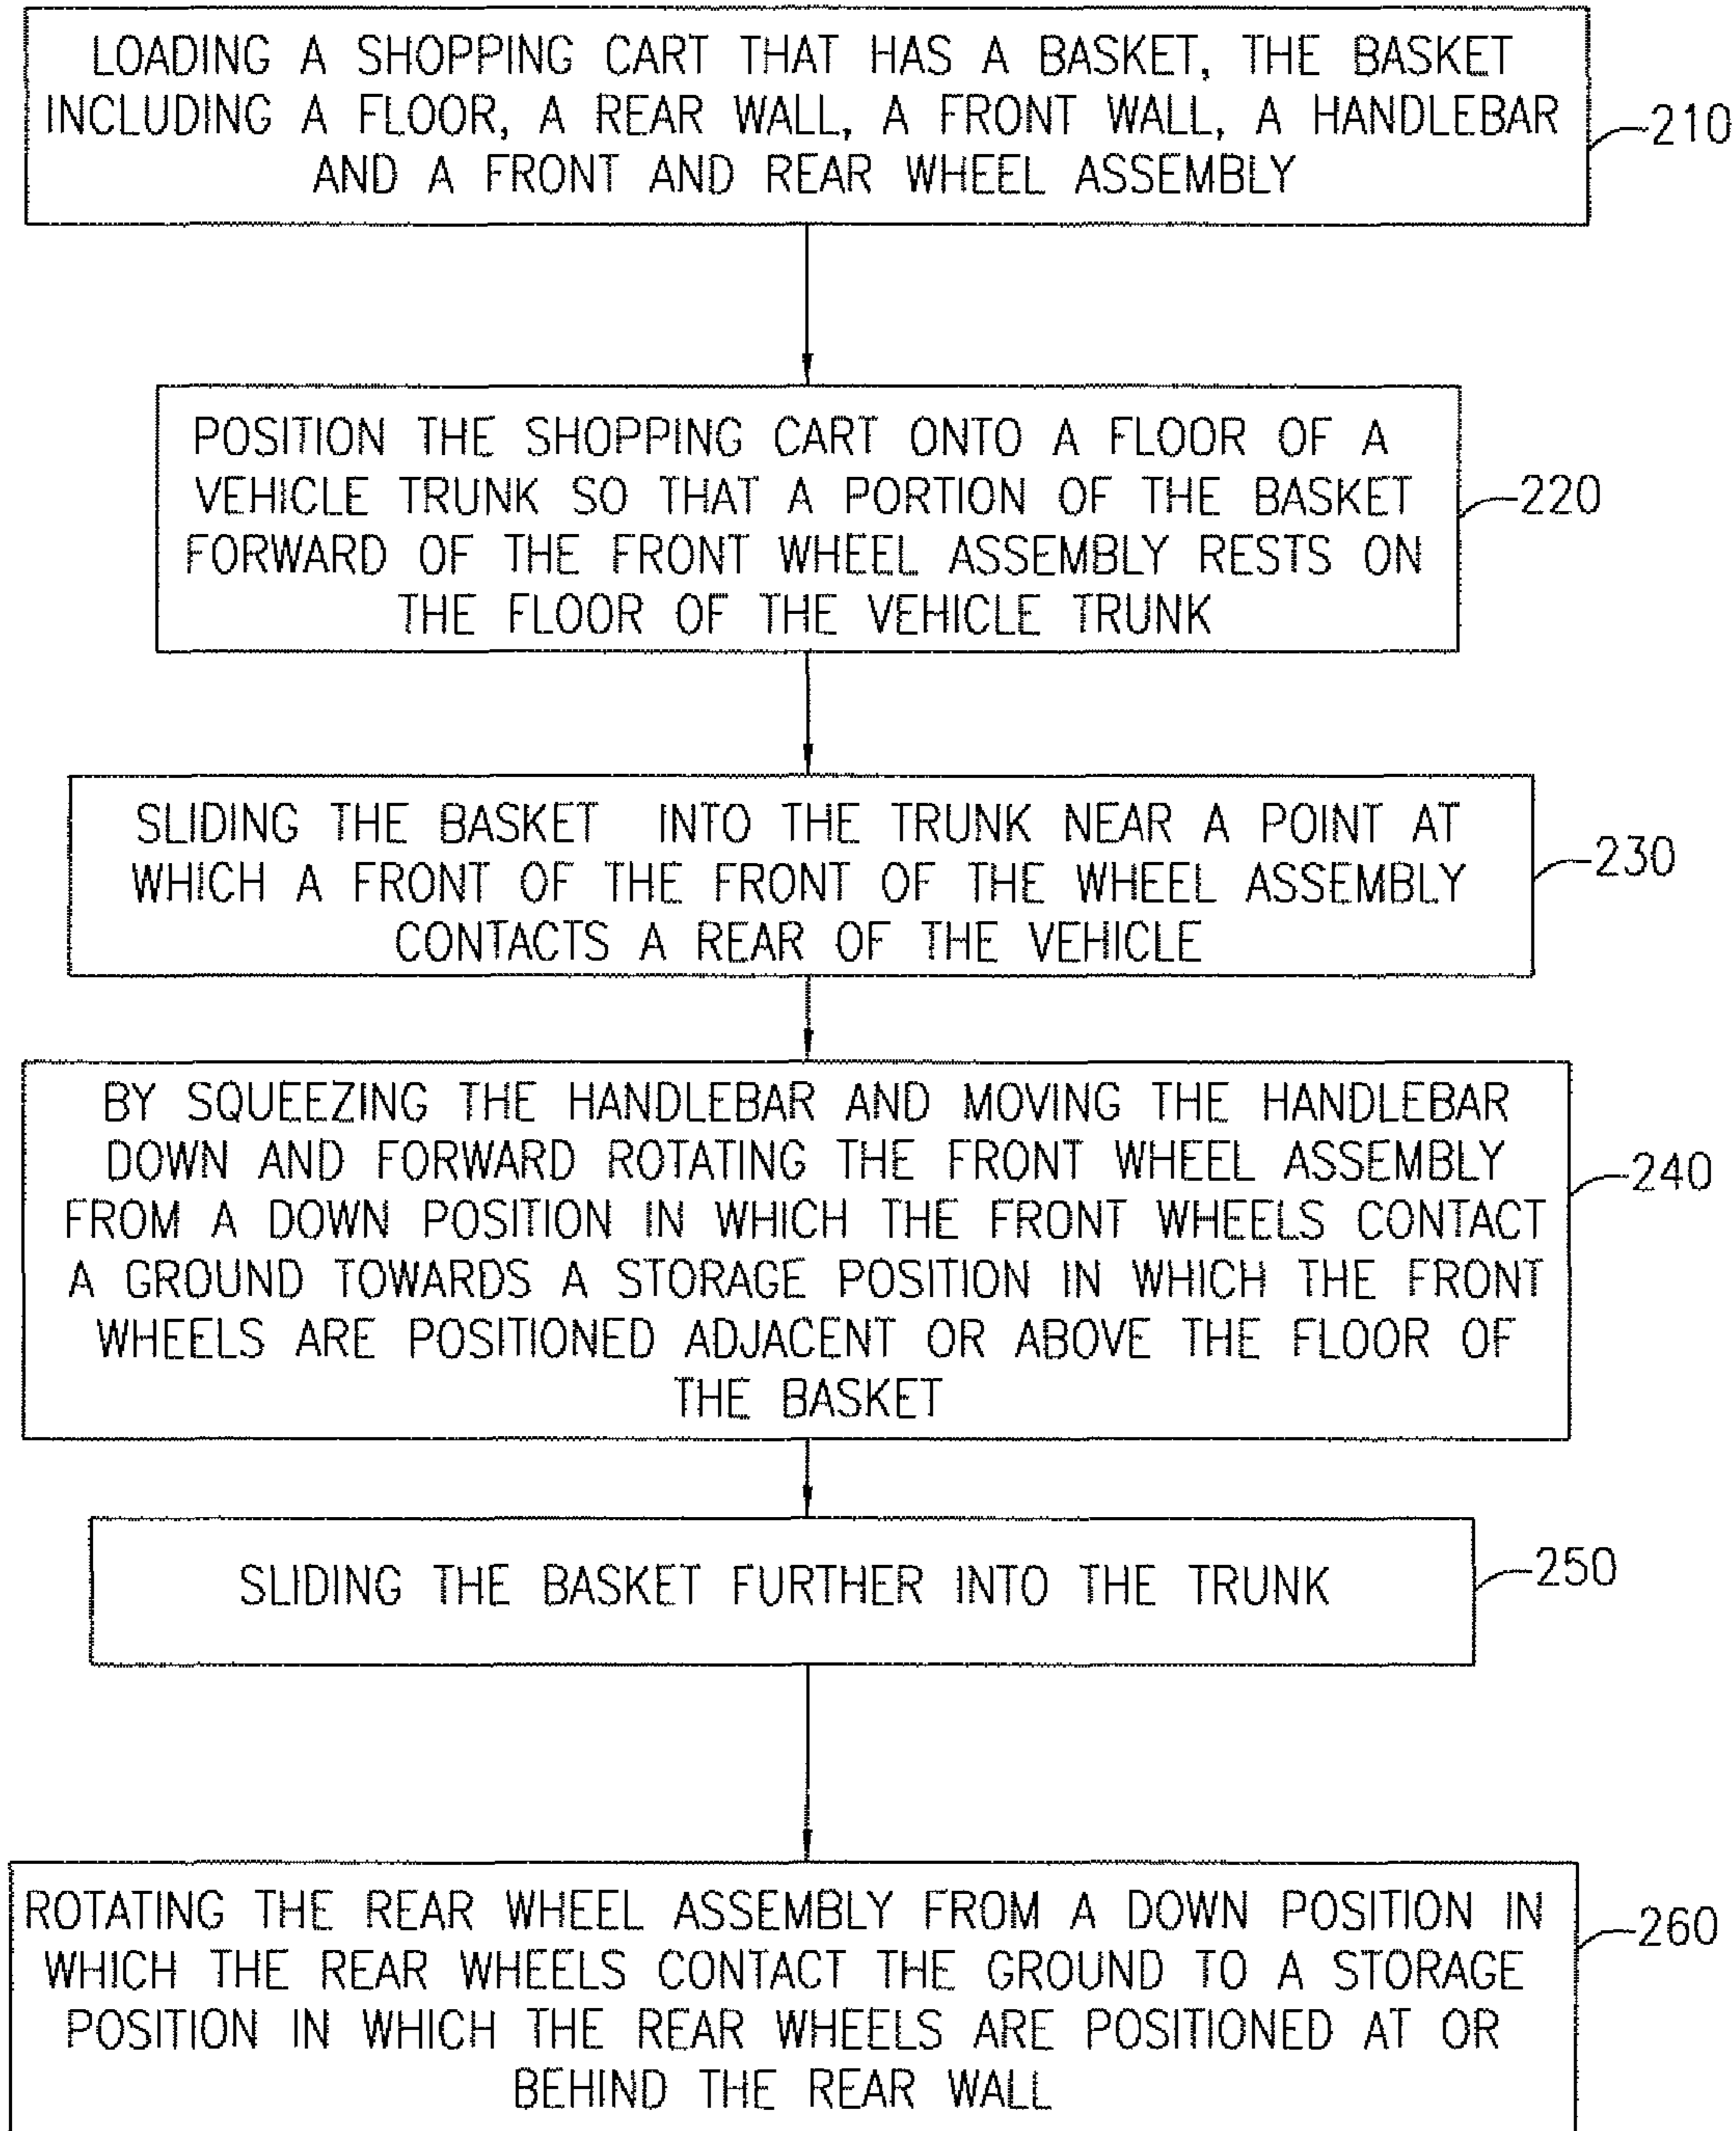 LOADING A SHOPPING CART THAT HAS A BASKET, THE BASKET
INCLUDING A FLOOR, A REAR WALL, A FRONT WALL, A HANDLEBAR
AND A FRONT AND REAR WHEEL ASSEMBLY
210
POSITION THE SHOPPING CART ONTO A FLOOR OF A
VEHICLE TRUNK SO THAT A PORTION OF THE BASKET
FORWARD OF THE FRONT WHEEL ASSEMBLY RESTS ON
THE FLOOR OF THE VEHICLE TRUNK
220
SLIDING THE BASKET INTO THE TRUNK NEAR A POINT AT
WHICH A FRONT OF THE FRONT OF THE WHEEL ASSEMBLY
CONTACTS A REAR OF THE VEHICLE
230
BY SQUEEZING THE HANDLEBAR AND MOVING THE HANDLEBAR
DOWN AND FORWARD ROTATING THE FRONT WHEEL ASSEMBLY
FROM A DOWN POSITION IN WHICH THE FRONT WHEELS CONTACT
A GROUND TOWARDS A STORAGE POSITION IN WHICH THE FRONT
WHEELS ARE POSITIONED ADJACENT OR ABOVE THE FLOOR OF
THE BASKET
240
SLIDING THE BASKET FURTHER INTO THE TRUNK
250
ROTATING THE REAR WHEEL ASSEMBLY FROM A DOWN POSITION IN
WHICH THE REAR WHEELS CONTACT THE GROUND TO A STORAGE
POSITION IN WHICH THE REAR WHEELS ARE POSITIONED AT OR
BEHIND THE REAR WALL
260